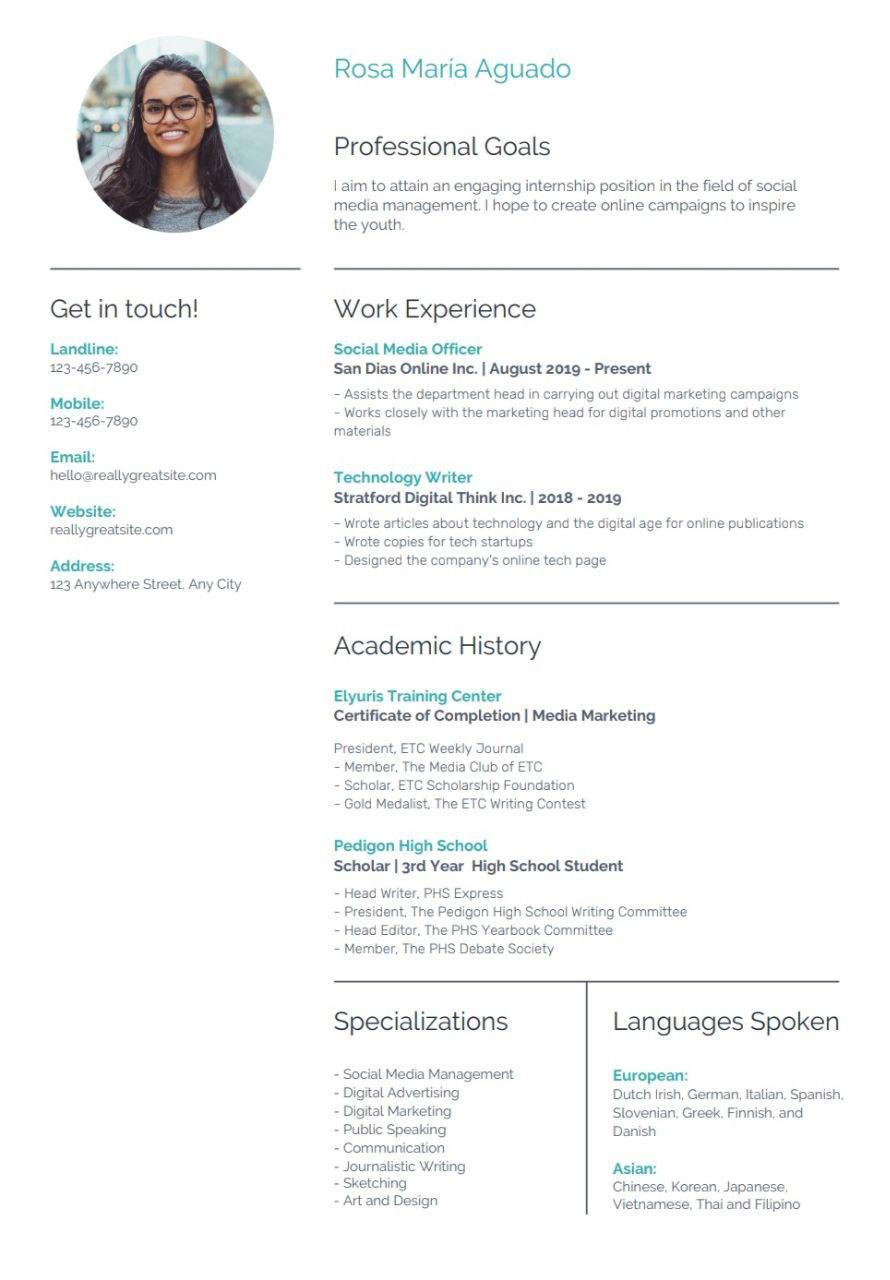 Rosa María Aguado
Professional Goals
I aim to attain an engaging internship position in the field of social
media management. I hope to create online campaigns to inspire
the youth.
Get in touch!
Landline:
123-456-7890
Mobile:
123-456-7890
Email:
hello@reallygreatsite.com
Website:
reallygreatsite.com
Address:
123 Anywhere Street, Any City
Work Experience
Social Media Officer
San Dias Online Inc. | August 2019 - Present
- Assists the department head in carrying out digital marketing campaigns
- Works closely with the marketing head for digital promotions and other
materials
Technology Writer
Stratford Digital Think Inc. | 2018 - 2019
- Wrote articles about technology and the digital age for online publications
- Wrote copies for tech startups
- Designed the company's online tech page
Academic History
Elyuris Training Center
Certificate of Completion | Media Marketing
President, ETC Weekly Journal
- Member, The Media Club of ETC
- Scholar, ETC Scholarship Foundation
- Gold Medalist, The ETC Writing Contest
Pedigon High School
Scholar | 3rd Year  High School Student
- Head Writer, PHS Express
- President, The Pedigon High School Writing Committee
- Head Editor, The PHS Yearbook Committee
- Member, The PHS Debate Society
Specializations
- Social Media Management
- Digital Advertising
- Digital Marketing
- Public Speaking
- Communication
- Journalistic Writing
- Sketching
- Art and Design
Languages Spoken
European:
Dutch Irish, German, Italian, Spanish,
Slovenian, Greek, Finnish, and
Danish
Asian:
Chinese, Korean, Japanese,
Vietnamese, Thai and Filipino